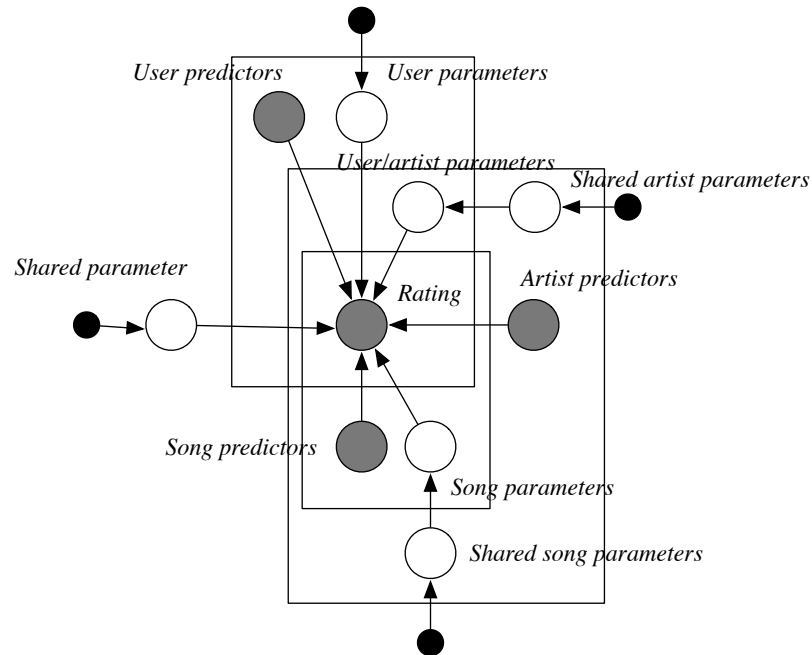 User predictors
User parameters
User/artist parameters
Shared artist parameters
Shared parameter
Artist predictors
Rating
Song predictors
Song parameters
Shared song parameters